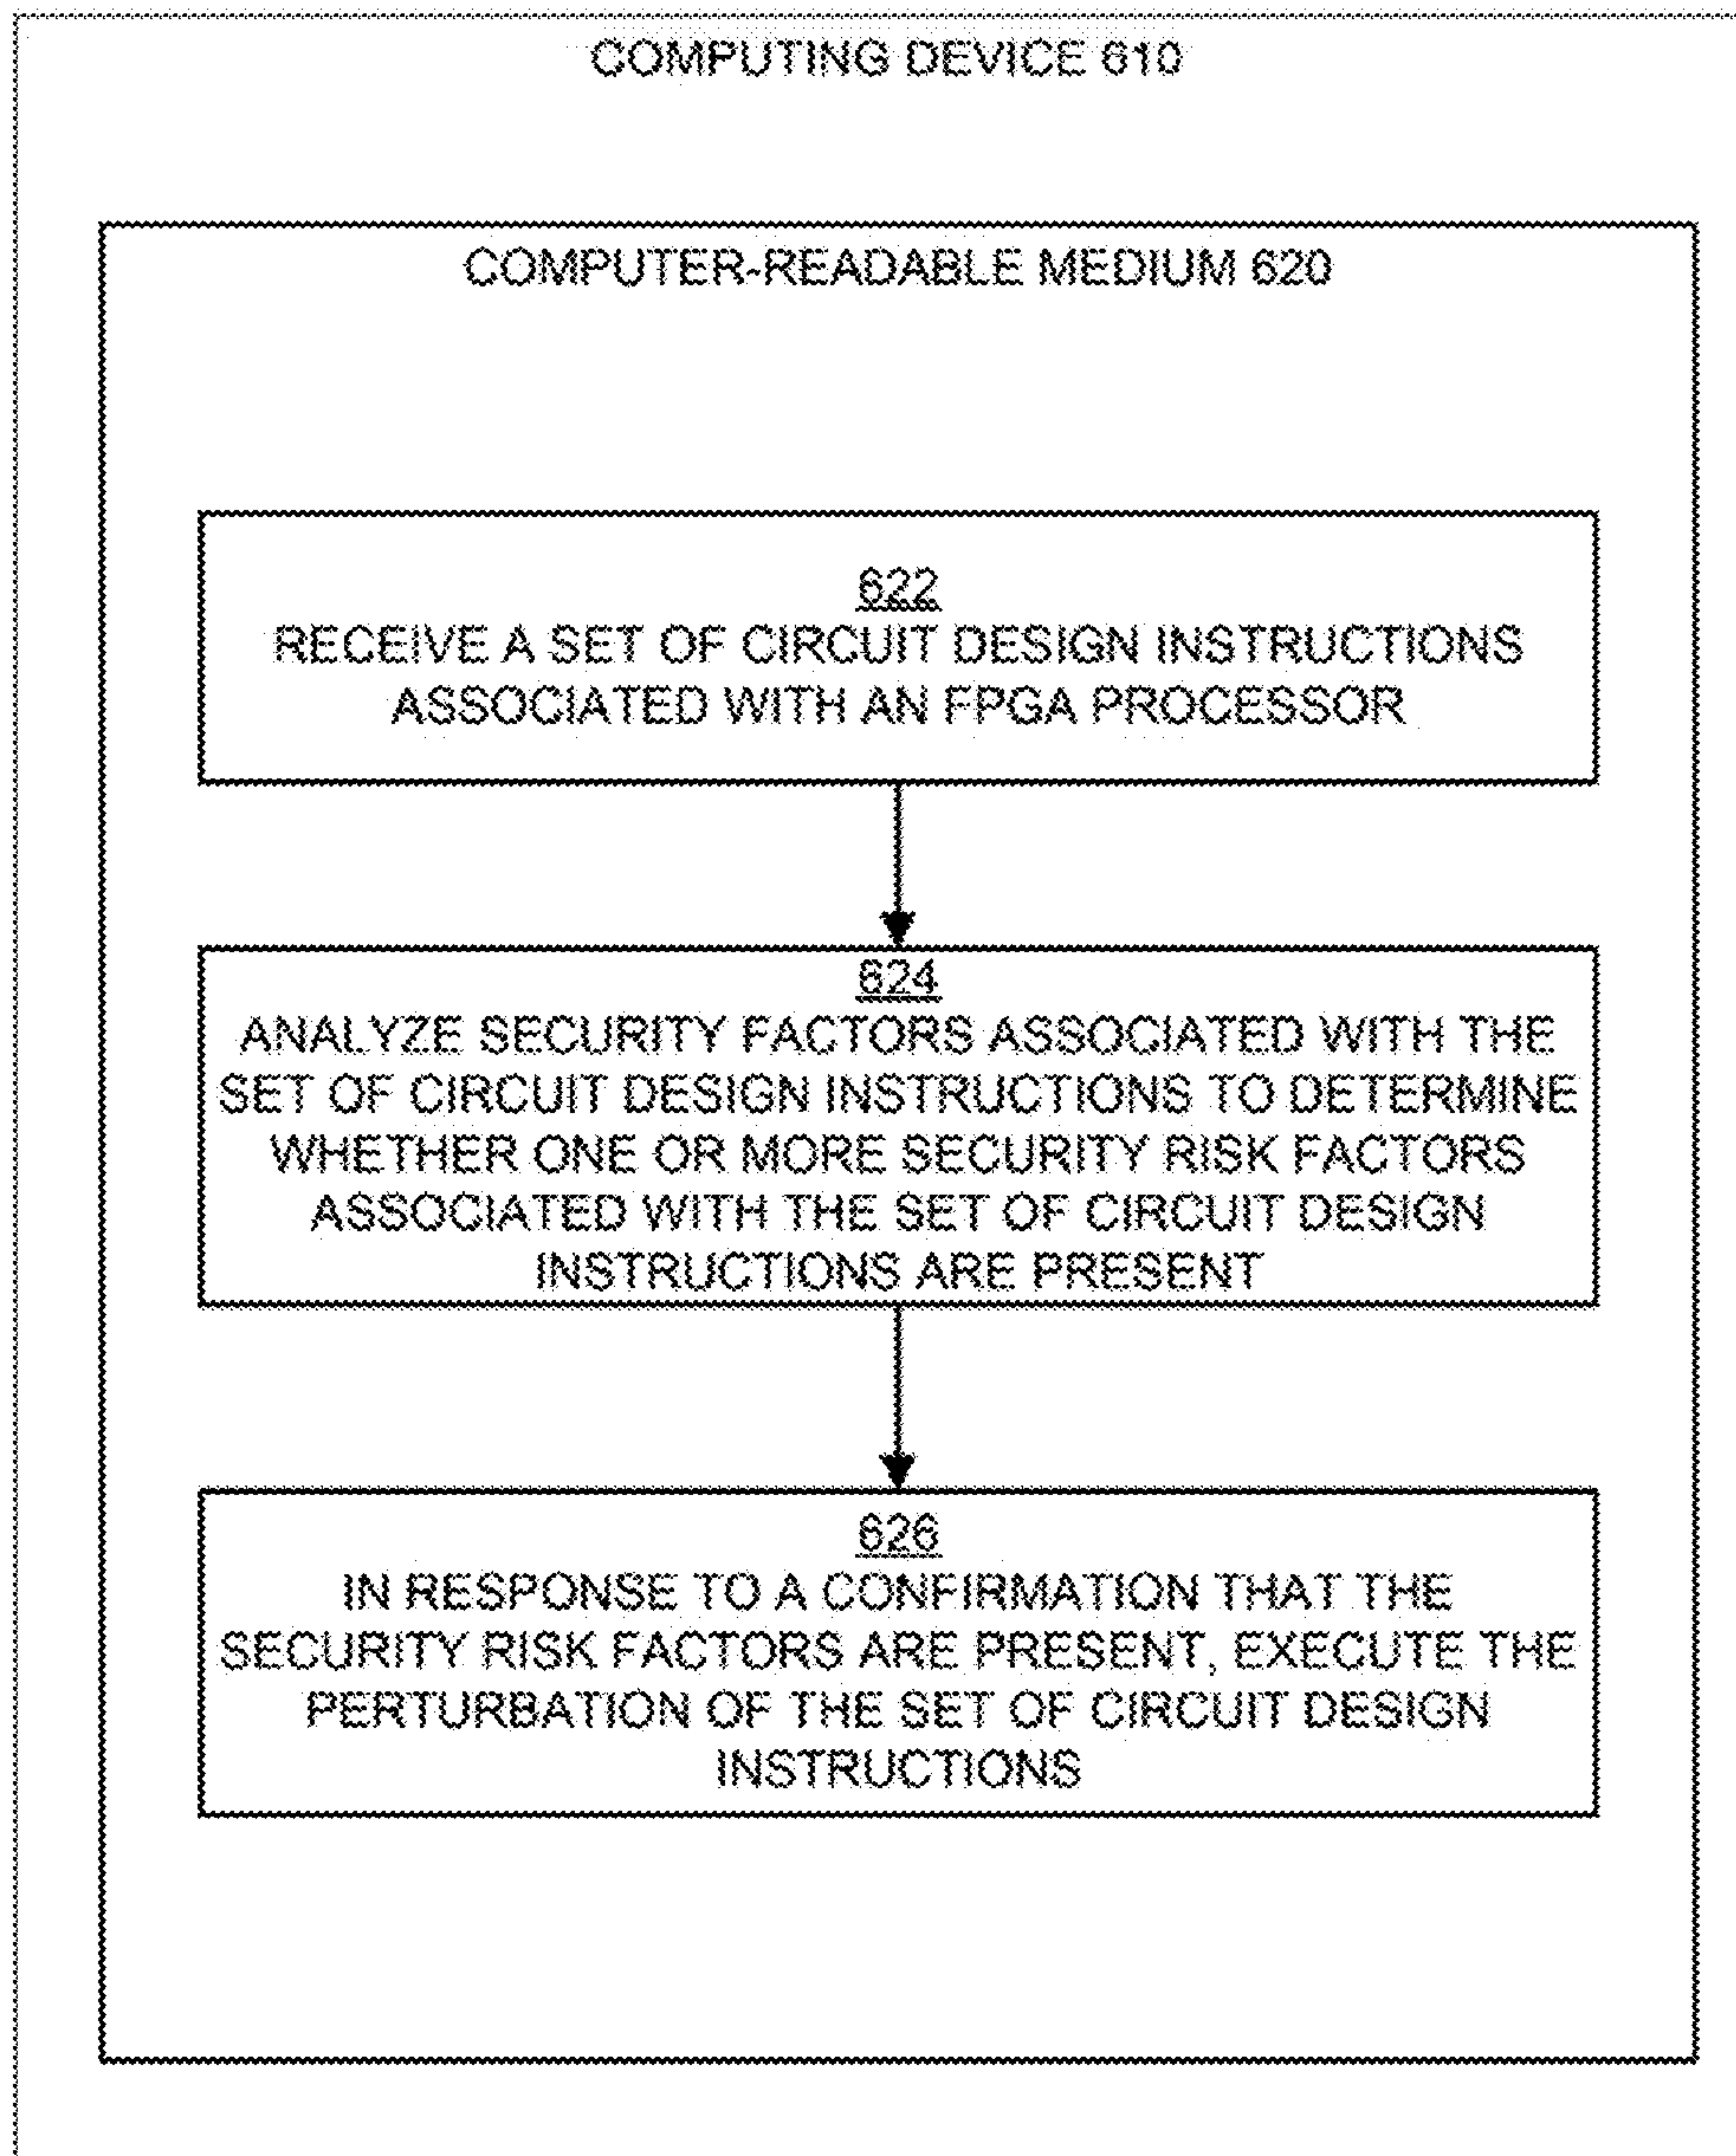 COMPUTING DEVICE 610
COMPUTER-READABLE MEDIUM 620
622
RECEIVE A SET OF CIRCUIT DESIGN INSTRUCTIONS
ASSOCIATED WITH AN FPGA PROCESSOR
624
ANALYZE SECURITY FACTORS ASSOCIATED WITH THE
SET OF CIRCUIT DESIGN INSTRUCTIONS TO DETERMINE
WHETHER ONE OR MORE SECURITY RISK FACTORS
ASSOCIATED WITH THE SET OF CIRCUIT DESIGN
INSTRUCTIONS ARE PRESENT
626
IN RESPONSE TO A CONFIRMATION THAT THE
SECURITY RISK FACTORS ARE PRESENT, EXECUTE THE
PERTURBATION OF THE SET OF CIRCUIT DESIGN
INSTRUCTIONS